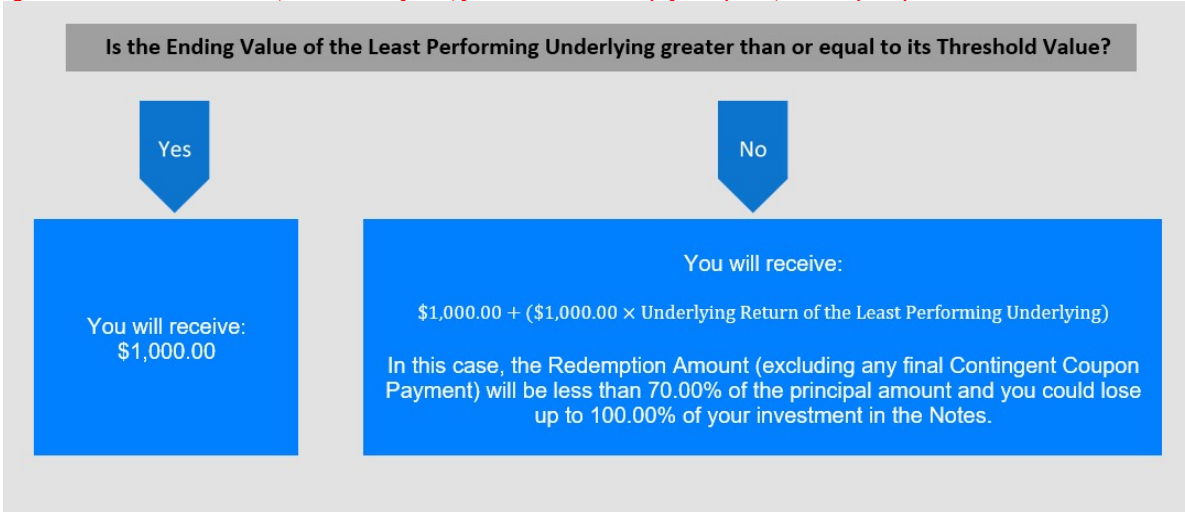 Is the Ending Value of the Least Performing Underlying greater than or equal to its Threshold Value?
Yes
No
You will receive:
$1,000.00
You will receive:
$1,000.00 + ($1,000.00 × Underlying Return of the Least Performing Underlying)
In this case, the Redemption Amount (excluding any final Contingent Coupon
Payment) will be less than 70.00% of the principal amount and you could lose
up to 100.00% of your investment in the Notes.